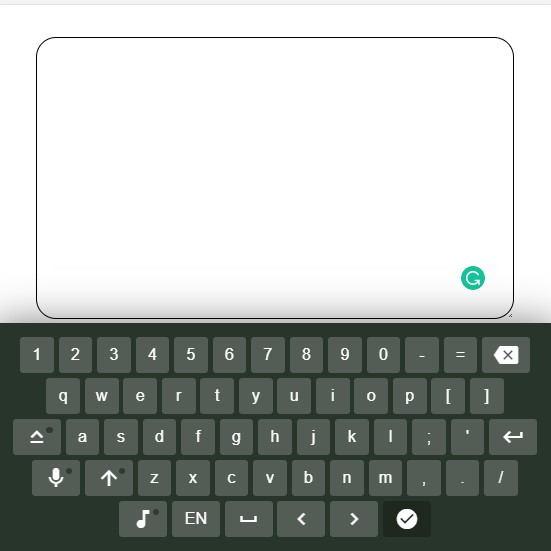 1 2 3 4 5 6 7 8 9 0 - =
q w e r t y u i o p [ ]
a s d f g h j k l ; '
z x c v b n m , . /
EN